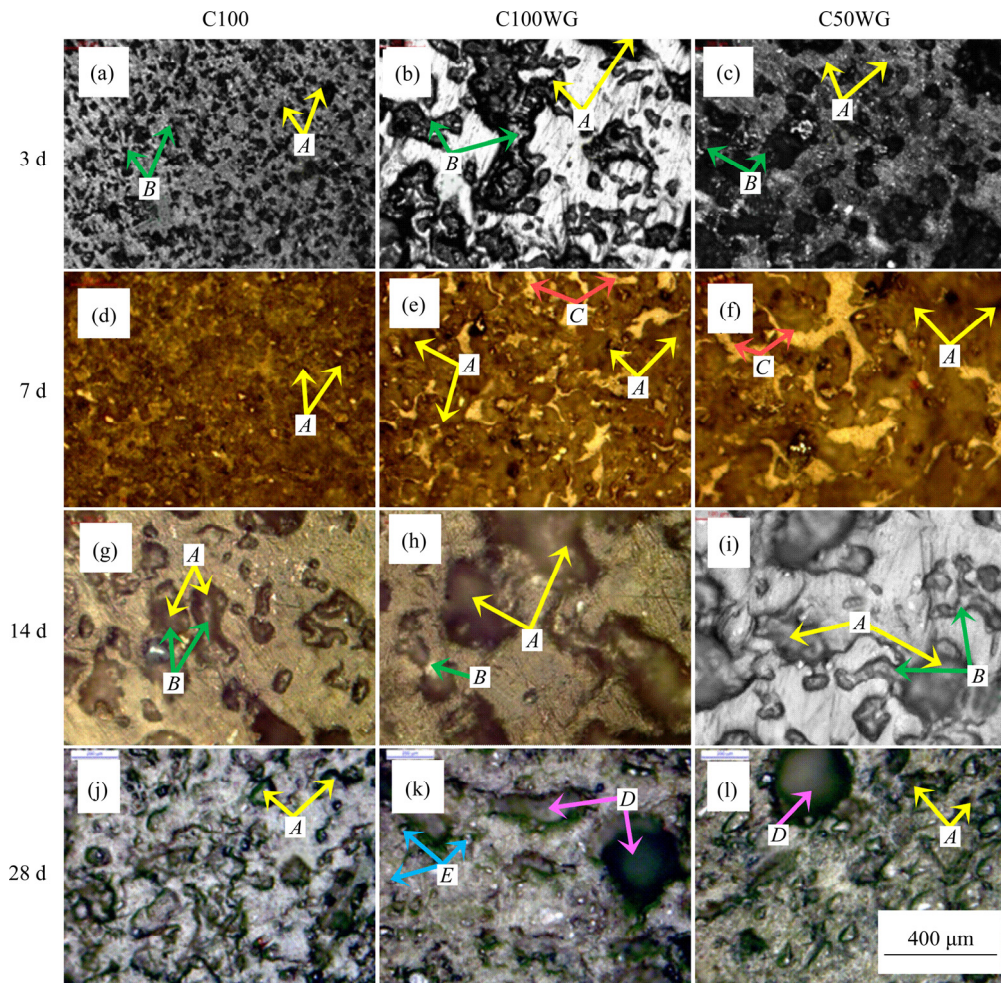 C100 C100WG C50WG
3 d
(a) (b) (c)
A A A
B B B
7 d
(d) (e) (f)
C C
A A A
A
14 d
(g) (h) (i)
A A A
B B B
28 d
(j) (k) (l)
A D D A
E
400 μm